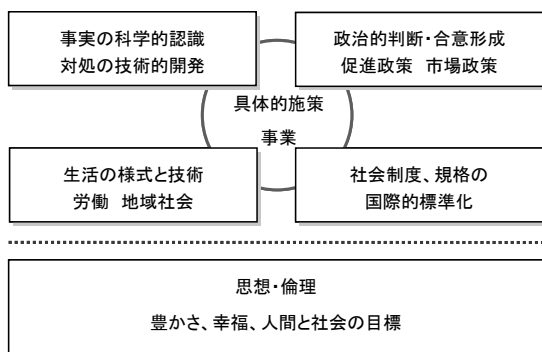 事実の科学的認識
対処の技術的開発
政治的判断・合意形成
促進政策 市場政策
具体的施策
事業
生活の様式と技術
労働 地域社会
社会制度、規格の
国際的標準化
思想・倫理
豊かさ、幸福、人間と社会の目標